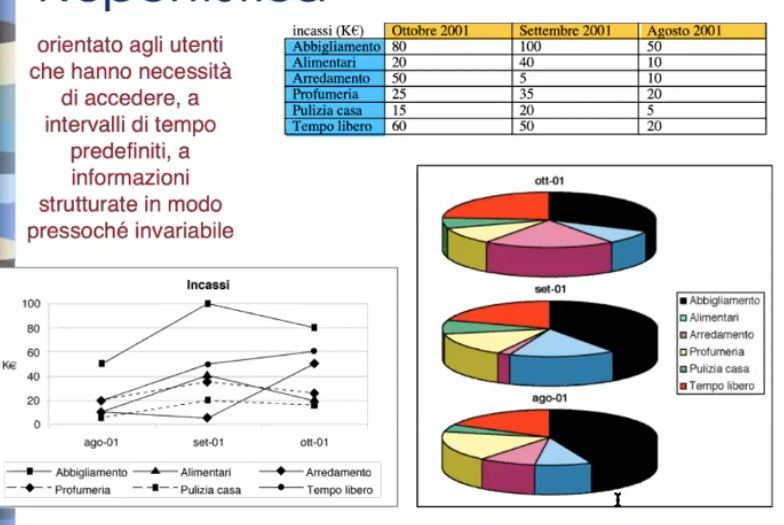 orientato agli utenti
che hanno necessità
di accedere, a
intervalli di tempo
predefiniti, a
informazioni
strutturate in modo
pressoché invariabile
incassi (K€) Ottobre 2001 Settembre 2001 Agosto 2001
Abbigliamento 80 100 50
Alimentari 20 40 10
Arredamento 50 5 10
Profumeria 25 35 20
Pulizia casa 15 20 5
Tempo libero 60 50 20
Incassi
100
80
60
K€
40
20
0
ago-01 set-01 ott-01
Abbigliamento Alimentari Arredamento
Profumeria Pulizia casa Tempo libero
ott-01
set-01
ago-01
Abbigliamento
Alimentari
Arredamento
Profumeria
Pulizia casa
Tempo libero